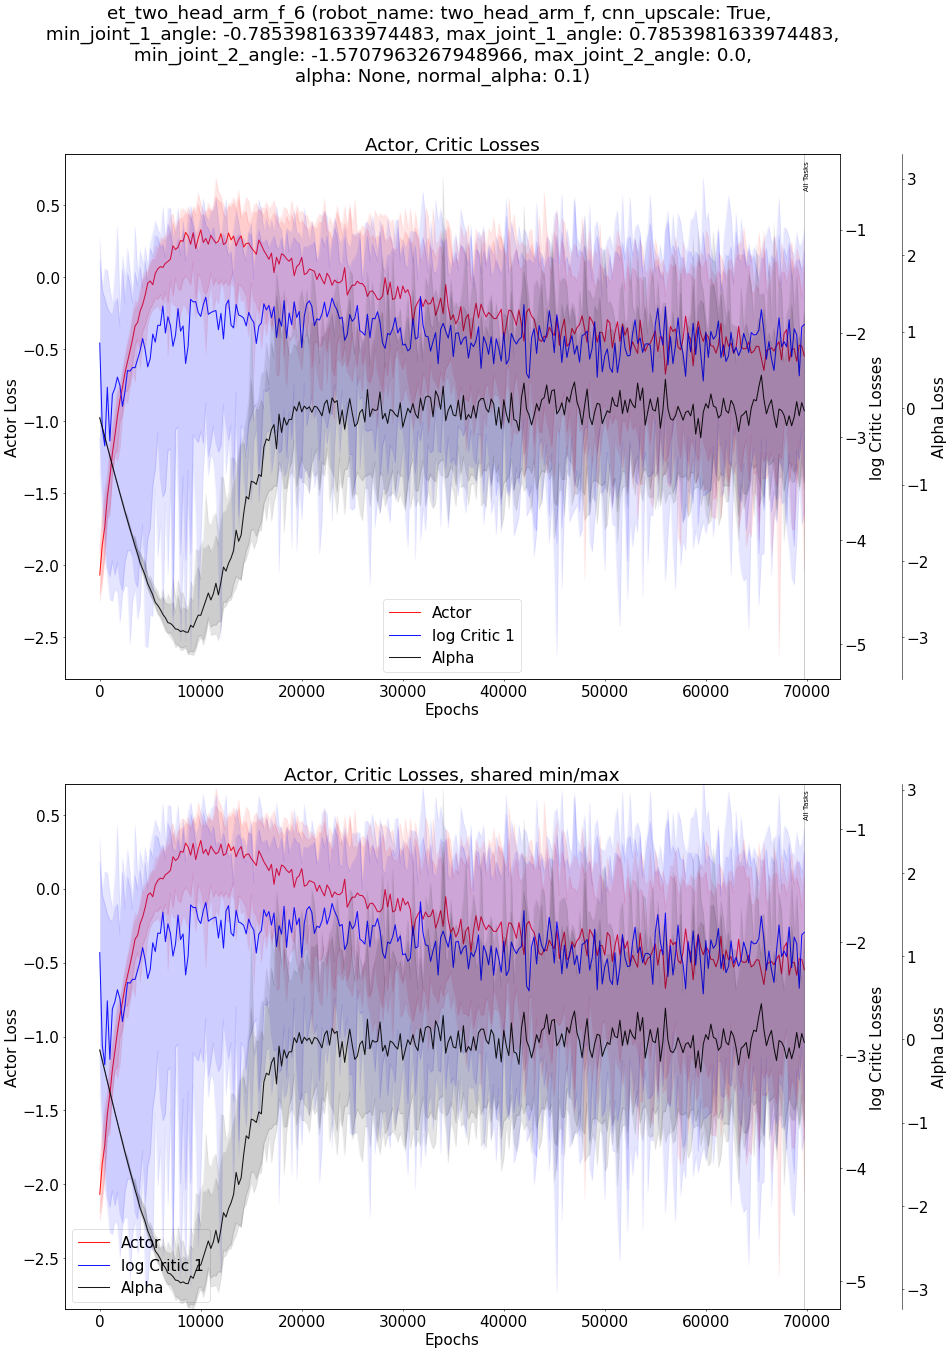 et_two_head_arm_f_6 (robot_name: two_head_arm_f, cnn_upscale: True,
min_joint_1_angle: -0.7853981633974483, max_joint_1_angle: 0.7853981633974483,
min_joint_2_angle: -1.5707963267948966, max_joint_2_angle: 0.0,
alpha: None, normal_alpha: 0.1)
Actor, Critic Losses
All Tasks
0.5
0.0
−0.5
−1.0
−1.5
−2.0
−2.5
Actor Loss
−1
−2
−3
−4
−5
log Critic Losses
3
2
1
0
−1
−2
−3
Alpha Loss
Actor
log Critic 1
Alpha
0 10000 20000 30000 40000 50000 60000 70000
Epochs
Actor, Critic Losses, shared min/max
All Tasks
0.5
0.0
−0.5
−1.0
−1.5
−2.0
−2.5
Actor Loss
−1
−2
−3
−4
−5
log Critic Losses
3
2
1
0
−1
−2
−3
Alpha Loss
Actor
log Critic 1
Alpha
0 10000 20000 30000 40000 50000 60000 70000
Epochs